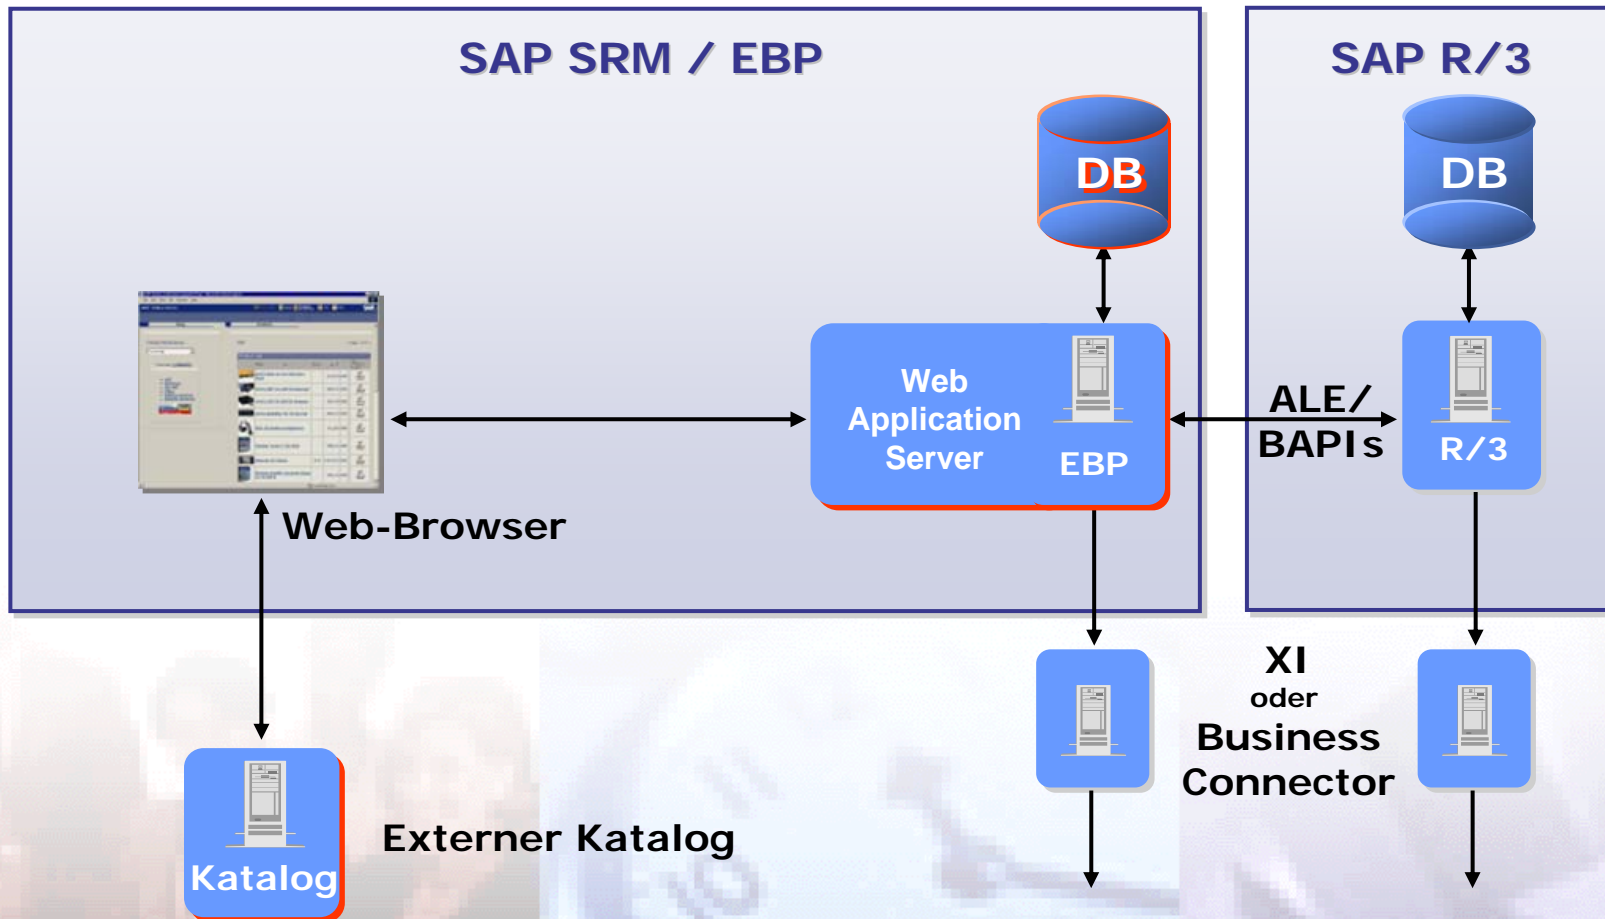 SAP SRM / EBP
SAP R/3
DB
DB
Web
Application
Server
EBP
ALE/
BAPIs
R/3
Web-Browser
XI
oder
Business
Connector
Externer Katalog
Katalog